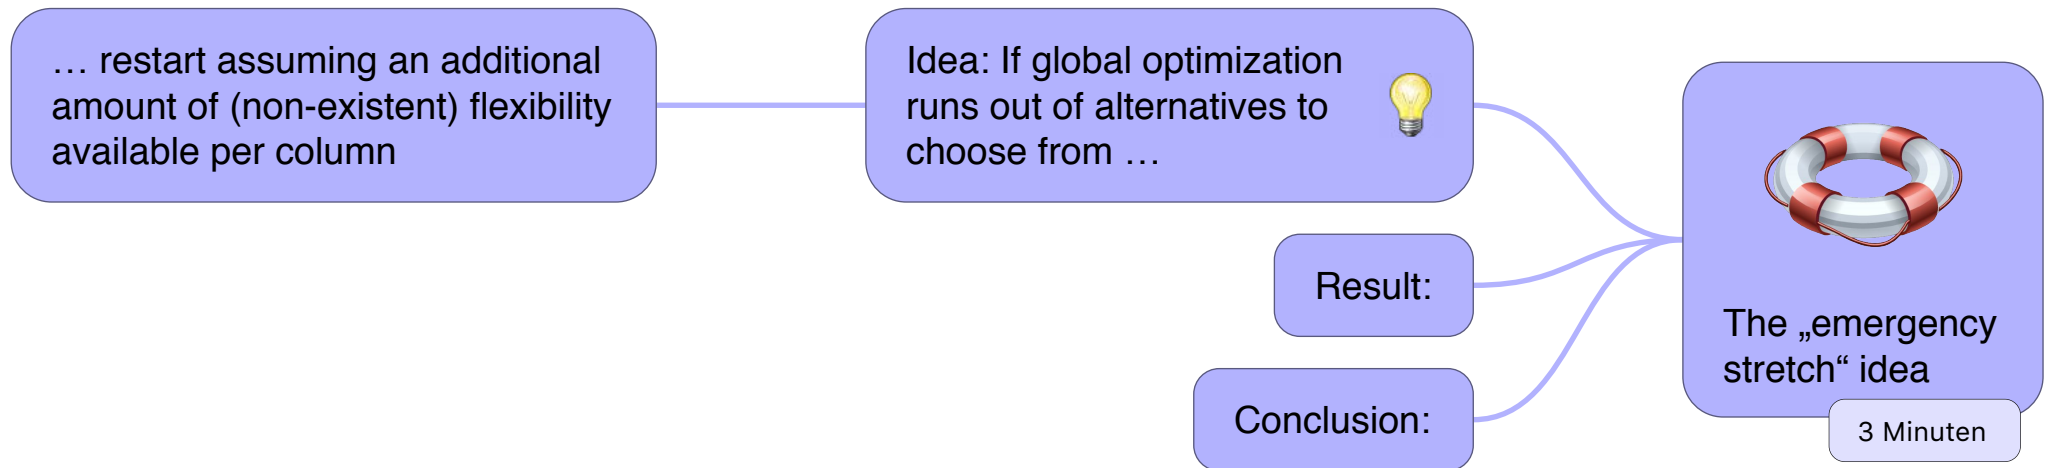 … restart assuming an additional
amount of (non-existent) flexibility
available per column
Idea: If global optimization
runs out of alternatives to
choose from …
Result:
Conclusion:
The „emergency
stretch“ idea
3 Minuten